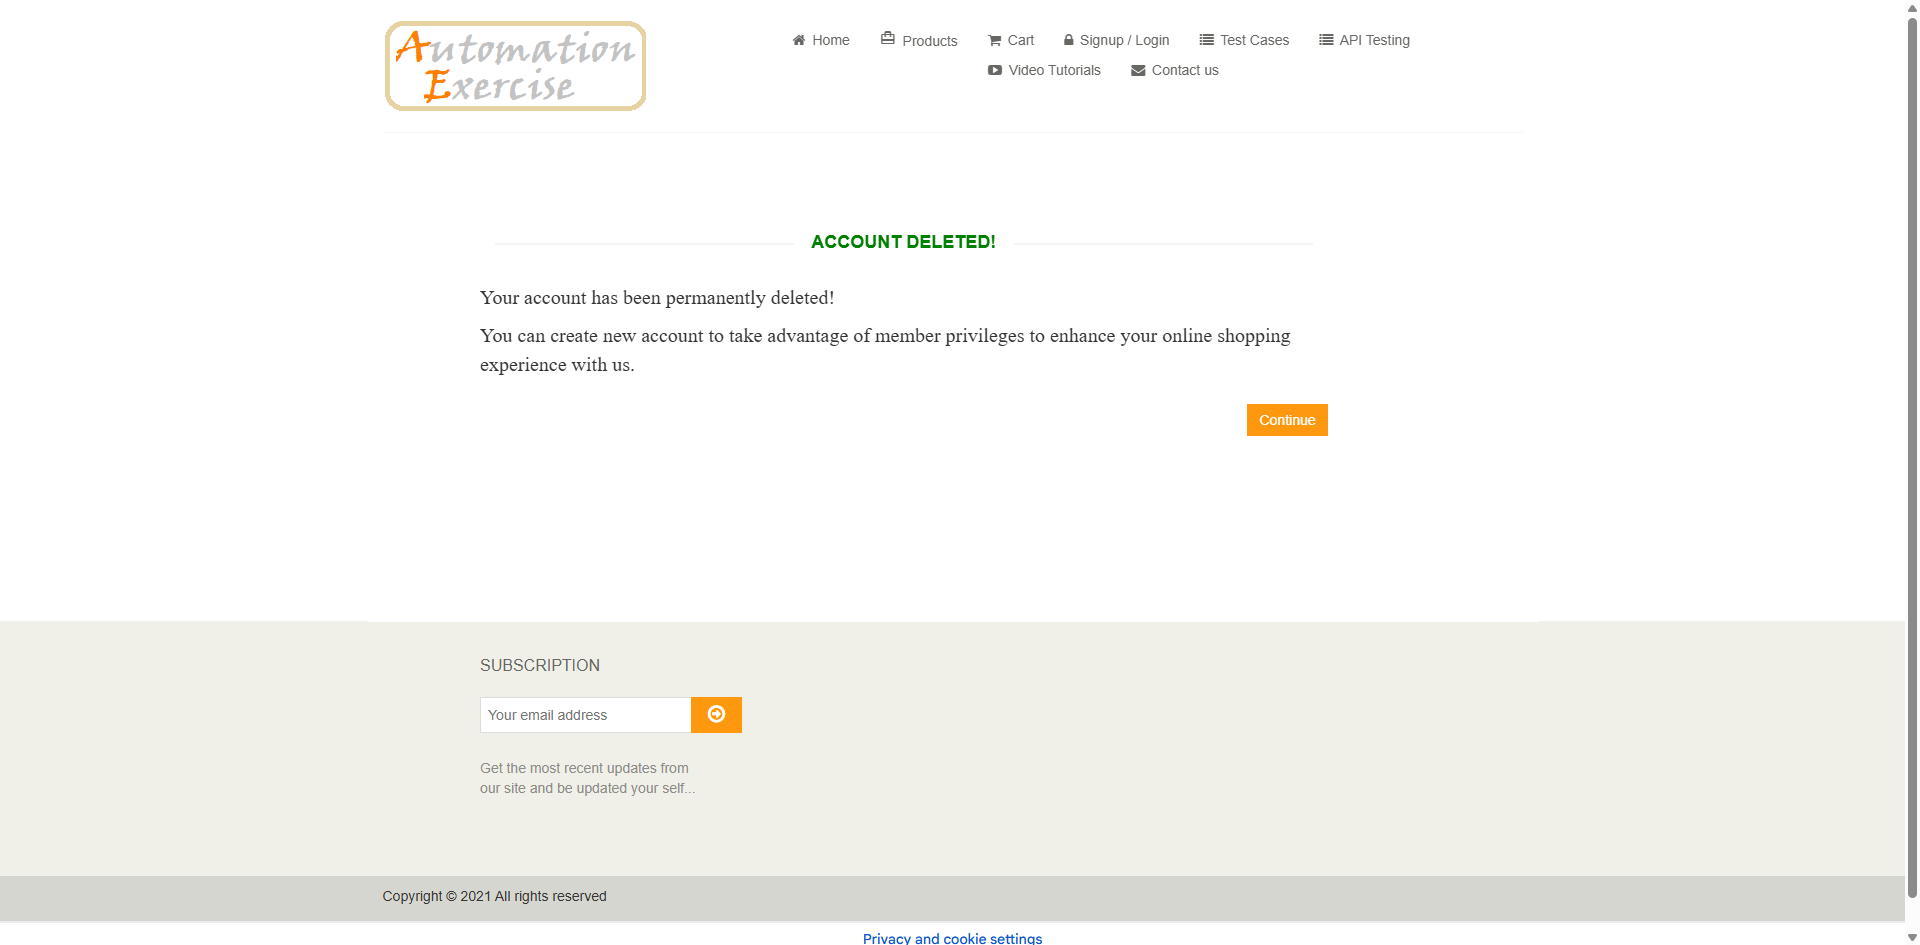 Automation
Exercise
Home Products Cart Signup / Login Test Cases API Testing
Video Tutorials Contact us
ACCOUNT DELETED!
Your account has been permanently deleted!
You can create new account to take advantage of member privileges to enhance your online shopping
experience with us.
Continue
SUBSCRIPTION
Your email address
Get the most recent updates from
our site and be updated your self...
Copyright © 2021 All rights reserved
Privacy and cookie settings